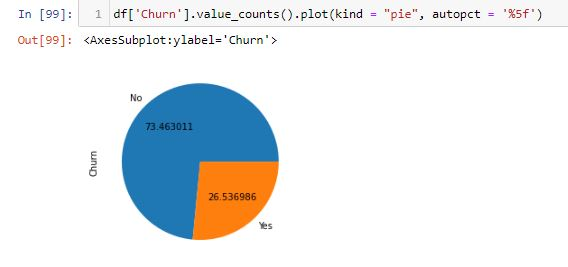 In [99]: 1 df['Churn'].value_counts().plot(kind = "pie", autopct = '%5f')
Out[99]: <AxesSubplot:ylabel='Churn'>
No
73.463011
Churn
26.536986
Yes